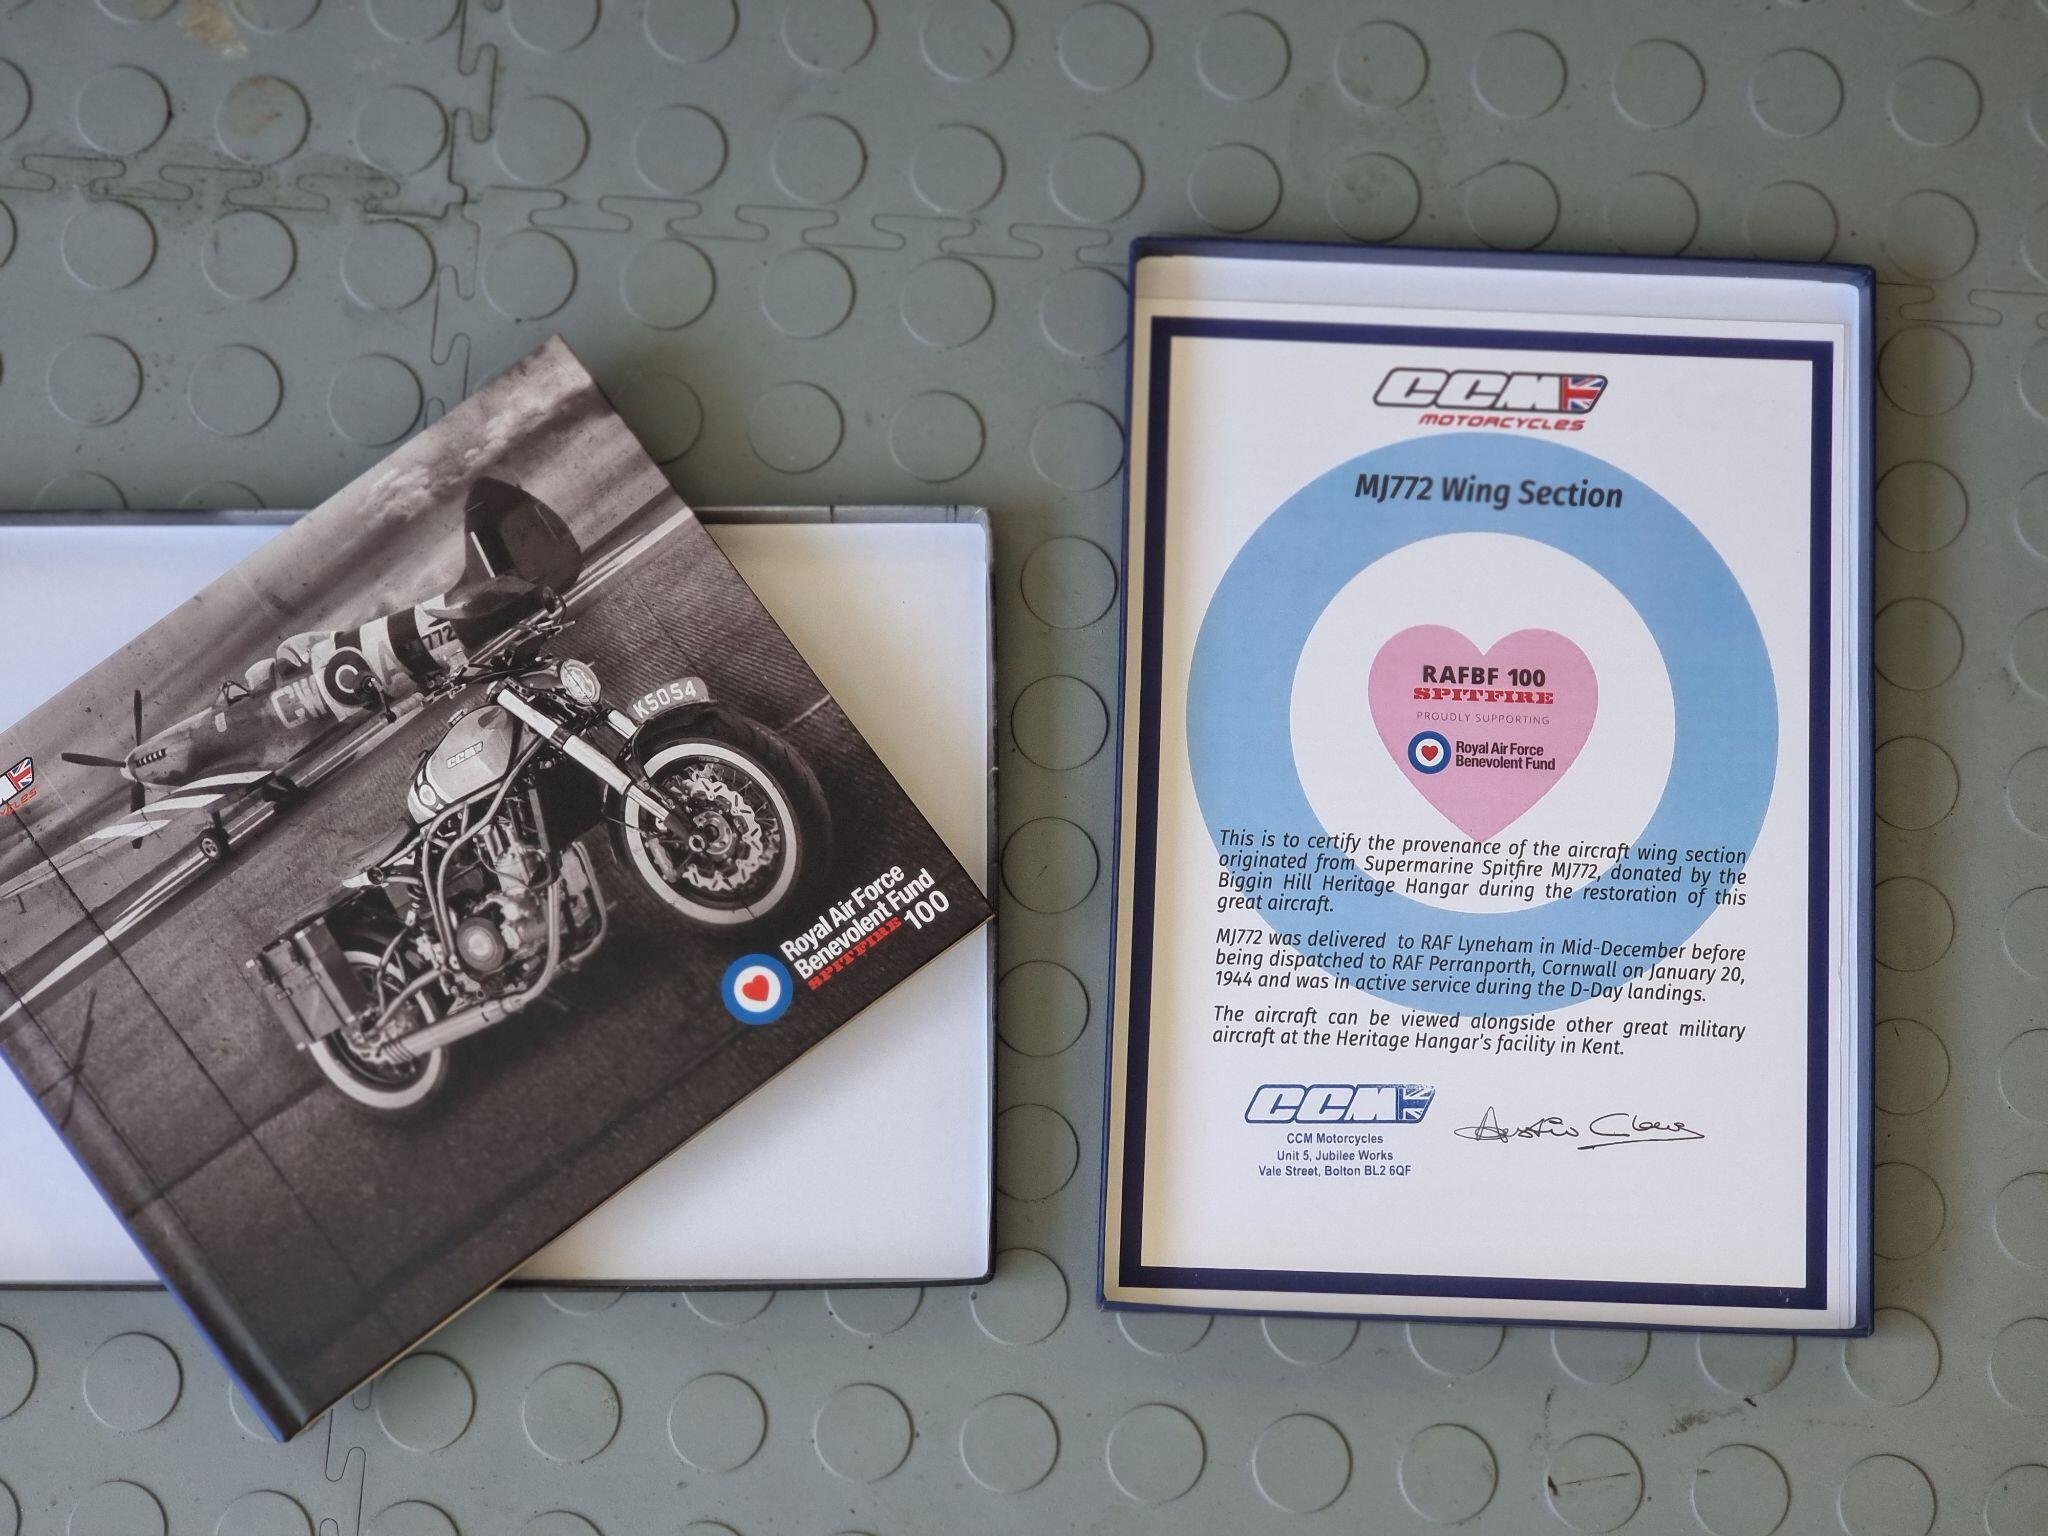 772
GW
A
CCM
K5054
Royal Air Force
Benevolent Fund
SPITFIRE 100
CCM
MOTORCYCLES
MJ772 Wing Section
RAFBF 100
SPITFIRE
PROUDLY SUPPORTING
Royal Air Force
Benevolent Fund
This is to certify the provenance of the aircraft wing section
originated from Supermarine Spitfire MJ772, donated by the
Biggin Hill Heritage Hangar during the restoration of this
great aircraft.
MJ772 was delivered to RAF Lyneham in Mid-December before
being dispatched to RAF Perranporth, Cornwall on January 20,
1944 and was in active service during the D-Day landings.
The aircraft can be viewed alongside other great military
aircraft at the Heritage Hangar's facility in Kent.
CCM
CCM Motorcycles
Unit 5, Jubilee Works
Vale Street, Bolton BL2 6QF